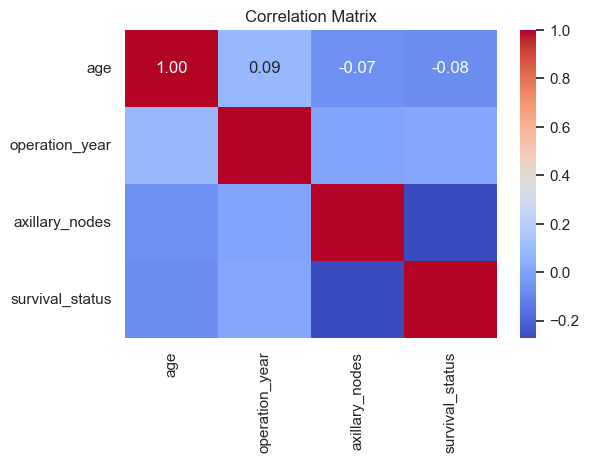 Correlation Matrix
age
1.00 0.09 -0.07 -0.08
operation_year
axillary_nodes
survival_status
age
operation_year
axillary_nodes
survival_status
1.0
0.8
0.6
0.4
0.2
0.0
−0.2